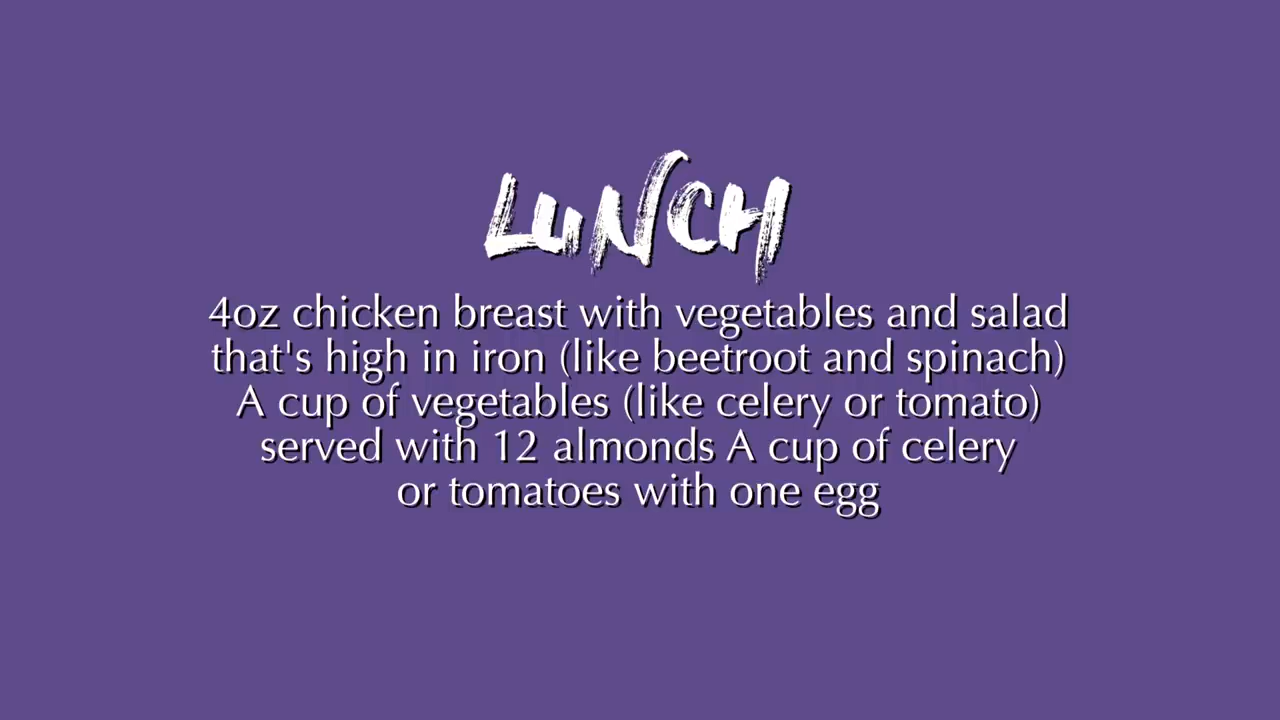 LUNCH
4oz chicken breast with vegetables and salad
that's high in iron (like beetroot and spinach)
A cup of vegetables (like celery or tomato)
served with 12 almonds A cup of celery
or tomatoes with one egg